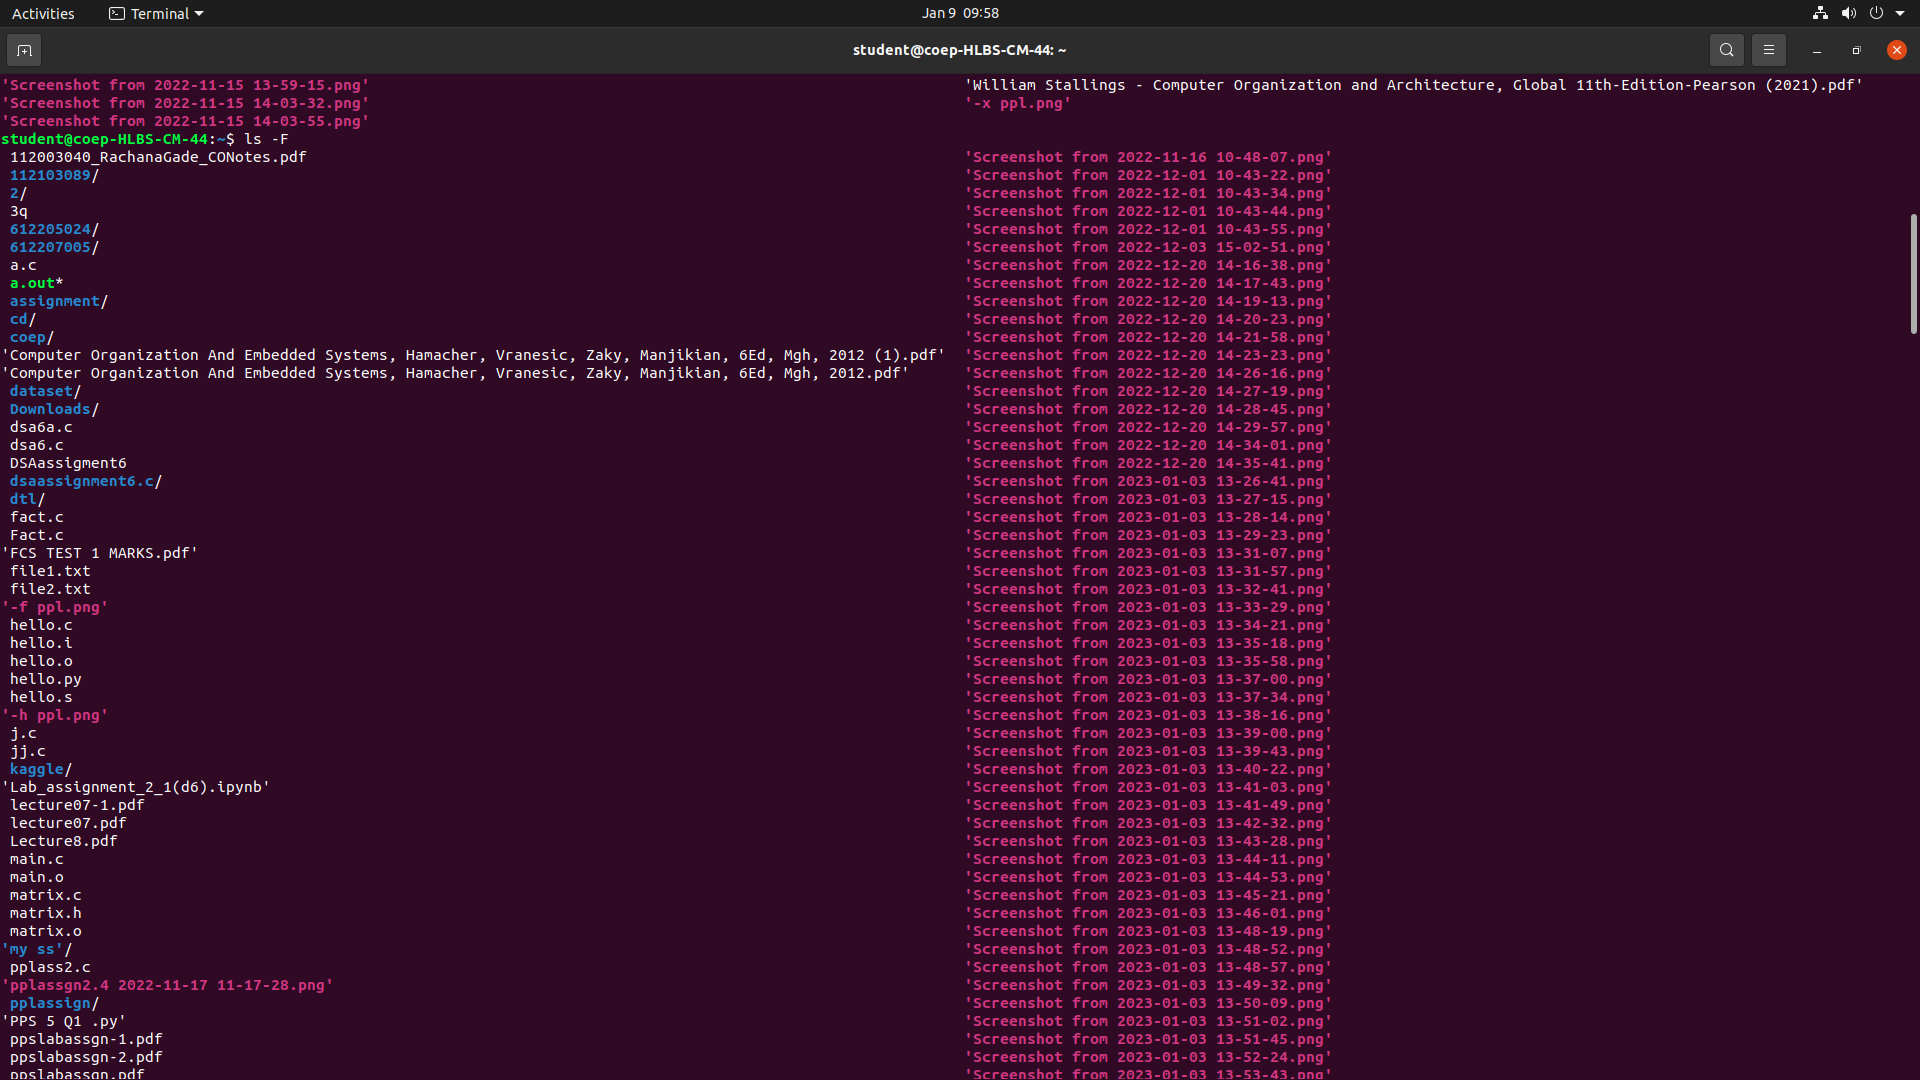 Activities Terminal Jan 9 09:58
student@coep-HLBS-CM-44: ~
'Screenshot from 2022-11-15 13-59-15.png' 'William Stallings - Computer Organization and Architecture, Global 11th-Edition-Pearson (2021).pdf'
'Screenshot from 2022-11-15 14-03-32.png' '-x ppl.png'
'Screenshot from 2022-11-15 14-03-55.png'
student@coep-HLBS-CM-44:~$ ls -F
112003040_RachanaGade_CONotes.pdf 'Screenshot from 2022-11-16 10-48-07.png'
112103089/ 'Screenshot from 2022-12-01 10-43-22.png'
2/ 'Screenshot from 2022-12-01 10-43-34.png'
3q 'Screenshot from 2022-12-01 10-43-44.png'
612205024/ 'Screenshot from 2022-12-01 10-43-55.png'
612207005/ 'Screenshot from 2022-12-03 15-02-51.png'
a.c 'Screenshot from 2022-12-20 14-16-38.png'
a.out* 'Screenshot from 2022-12-20 14-17-43.png'
assignment/ 'Screenshot from 2022-12-20 14-19-13.png'
cd/ 'Screenshot from 2022-12-20 14-20-23.png'
coep/ 'Screenshot from 2022-12-20 14-21-58.png'
'Computer Organization And Embedded Systems, Hamacher, Vranesic, Zaky, Manjikian, 6Ed, Mgh, 2012 (1).pdf' 'Screenshot from 2022-12-20 14-23-23.png'
'Computer Organization And Embedded Systems, Hamacher, Vranesic, Zaky, Manjikian, 6Ed, Mgh, 2012.pdf' 'Screenshot from 2022-12-20 14-26-16.png'
dataset/ 'Screenshot from 2022-12-20 14-27-19.png'
Downloads/ 'Screenshot from 2022-12-20 14-28-45.png'
dsa6a.c 'Screenshot from 2022-12-20 14-29-57.png'
dsa6.c 'Screenshot from 2022-12-20 14-34-01.png'
DSAassigment6 'Screenshot from 2022-12-20 14-35-41.png'
dsaassignment6.c/ 'Screenshot from 2023-01-03 13-26-41.png'
dtl/ 'Screenshot from 2023-01-03 13-27-15.png'
fact.c 'Screenshot from 2023-01-03 13-28-14.png'
Fact.c 'Screenshot from 2023-01-03 13-29-23.png'
'FCS TEST 1 MARKS.pdf' 'Screenshot from 2023-01-03 13-31-07.png'
file1.txt 'Screenshot from 2023-01-03 13-31-57.png'
file2.txt 'Screenshot from 2023-01-03 13-32-41.png'
'-f ppl.png' 'Screenshot from 2023-01-03 13-33-29.png'
hello.c 'Screenshot from 2023-01-03 13-34-21.png'
hello.i 'Screenshot from 2023-01-03 13-35-18.png'
hello.o 'Screenshot from 2023-01-03 13-35-58.png'
hello.py 'Screenshot from 2023-01-03 13-37-00.png'
hello.s 'Screenshot from 2023-01-03 13-37-34.png'
'-h ppl.png' 'Screenshot from 2023-01-03 13-38-16.png'
j.c 'Screenshot from 2023-01-03 13-39-00.png'
jj.c 'Screenshot from 2023-01-03 13-39-43.png'
kaggle/ 'Screenshot from 2023-01-03 13-40-22.png'
'Lab_assignment_2_1(d6).ipynb' 'Screenshot from 2023-01-03 13-41-03.png'
lecture07-1.pdf 'Screenshot from 2023-01-03 13-41-49.png'
lecture07.pdf 'Screenshot from 2023-01-03 13-42-32.png'
Lecture8.pdf 'Screenshot from 2023-01-03 13-43-28.png'
main.c 'Screenshot from 2023-01-03 13-44-11.png'
main.o 'Screenshot from 2023-01-03 13-44-53.png'
matrix.c 'Screenshot from 2023-01-03 13-45-21.png'
matrix.h 'Screenshot from 2023-01-03 13-46-01.png'
matrix.o 'Screenshot from 2023-01-03 13-48-19.png'
'my ss'/ 'Screenshot from 2023-01-03 13-48-52.png'
pplass2.c 'Screenshot from 2023-01-03 13-48-57.png'
'pplassgn2.4 2022-11-17 11-17-28.png' 'Screenshot from 2023-01-03 13-49-32.png'
pplassign/ 'Screenshot from 2023-01-03 13-50-09.png'
'PPS 5 Q1 .py' 'Screenshot from 2023-01-03 13-51-02.png'
ppslabassgn-1.pdf 'Screenshot from 2023-01-03 13-51-45.png'
ppslabassgn-2.pdf 'Screenshot from 2023-01-03 13-52-24.png'
ppslabassgn.pdf 'Screenshot from 2023-01-03 13-53-43.png'